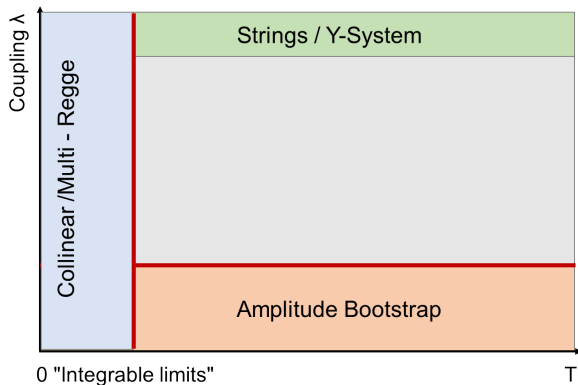 Coupling λ
Strings / Y-System
Collinear /Multi - Regge
Amplitude Bootstrap
0 "Integrable limits"
T